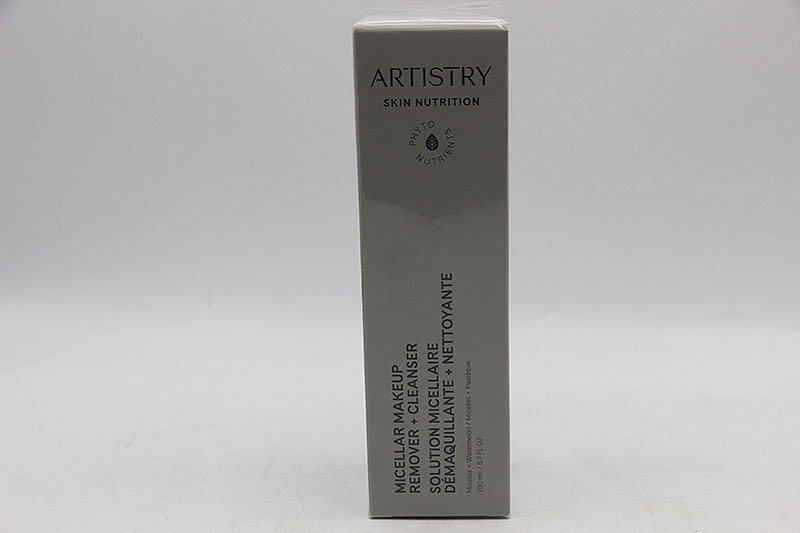 ARTISTRY
SKIN NUTRITION
PHYTO
NUTRIENTS
MICELLAR MAKEUP
REMOVER + CLEANSER
SOLUTION MICELLAIRE
DÉMAQUILLANTE + NETTOYANTE
Micelles + Watermelon / Micelles + Pastèque
200 mL / 6.7 FL OZ